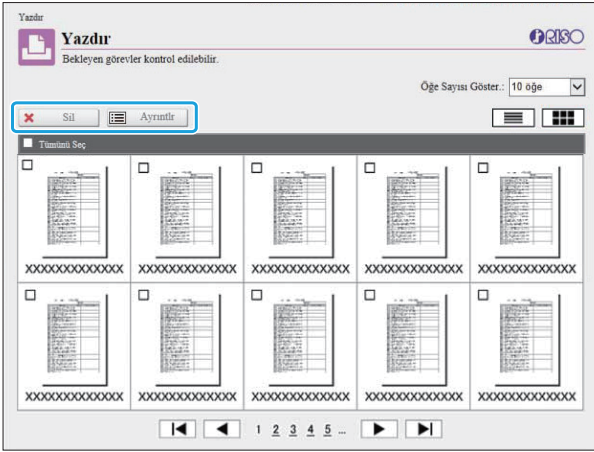 Yazdır
Yazdır
RISO
Bekleyen görevler kontrol edilebilir.
Öğe Sayısı Göster.: 10 öğe
Sil Ayrıntlr
Tümünü Seç
XXXXXXXXXXXXX XXXXXXXXXXXXX XXXXXXXXXXXXX XXXXXXXXXXXXX XXXXXXXXXXXXX
XXXXXXXXXXXXX XXXXXXXXXXXXX XXXXXXXXXXXXX XXXXXXXXXXXXX XXXXXXXXXXXXX
1 2 3 4 5 ...